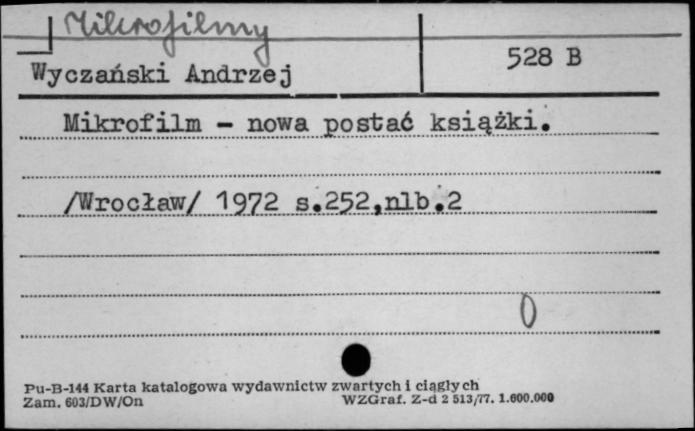 Mikrofilmy
528 B
Wyczański Andrzej
Mikrofilm - nowa postać książki.
/Wrocław/ 1972 s.252,nlb.2
0
Pu-B-144 Karta katalogowa wydawnictw zwartych i ciągłych
Zam. 603/DW/On WZGraf. Z-d 2 513/77. 1.600.000